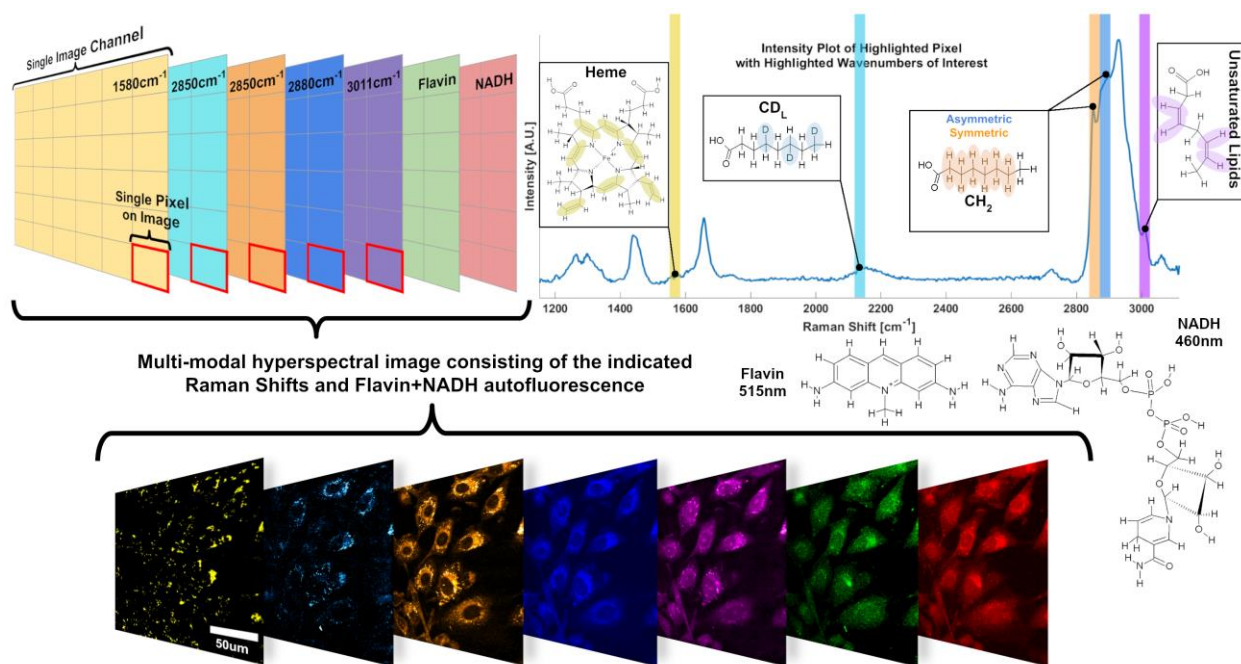 Single Image Channel
1580cm⁻¹
2850cm⁻¹
2850cm⁻¹
2880cm⁻¹
3011cm⁻¹
Flavin
NADH
Single Pixel
on Image
Intensity Plot of Highlighted Pixel
with Highlighted Wavenumbers of Interest
Intensity [A.U.]
Heme
CD_L
Asymmetric
Symmetric
CH₂
Unsaturated Lipids
1200 1400 1600 1800 2000 2200 2400 2600 2800 3000
Raman Shift [cm⁻¹]
Multi-modal hyperspectral image consisting of the indicated
Raman Shifts and Flavin+NADH autofluorescence
Flavin
515nm
NADH
460nm
50um